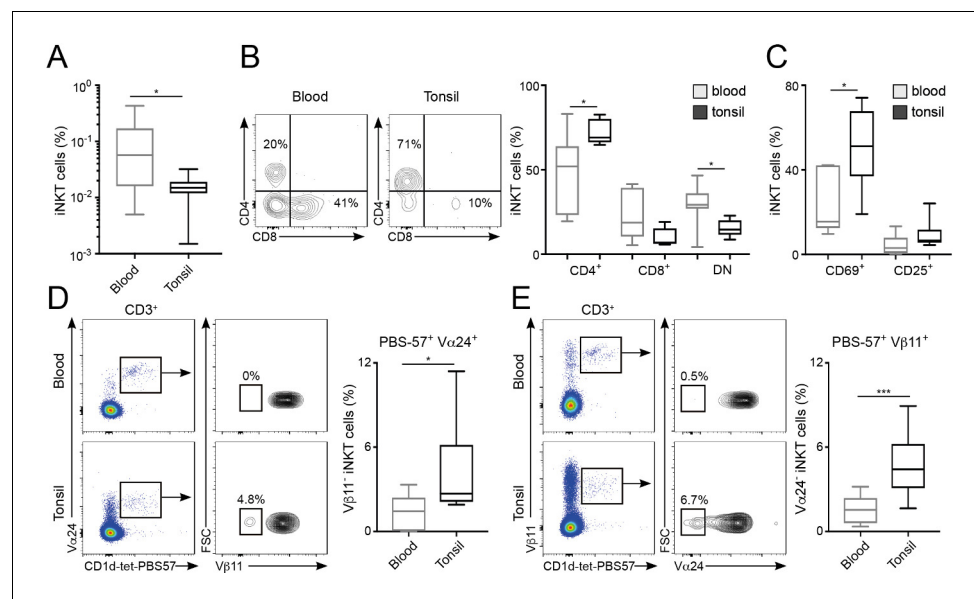 A
10⁰
10⁻¹
10⁻²
10⁻³
iNKT cells (%)
*
Blood
Tonsil
B
Blood
Tonsil
20%
41%
71%
10%
CD4
CD8
CD4
CD8
100
50
0
iNKT cells (%)
*
*
blood
tonsil
CD4⁺
CD8⁺
DN
C
80
40
0
iNKT cells (%)
*
blood
tonsil
CD69⁺
CD25⁺
D
CD3⁺
Blood
0%
Tonsil
4.8%
Vα24
CD1d-tet-PBS57
FSC
Vβ11
PBS-57⁺ Vα24⁺
12
6
0
Vβ11⁻ iNKT cells (%)
*
Blood
Tonsil
E
CD3⁺
Blood
0.5%
Tonsil
6.7%
Vβ11
CD1d-tet-PBS57
FSC
Vα24
PBS-57⁺ Vβ11⁺
12
6
0
Vα24⁻ iNKT cells (%)
***
Blood
Tonsil